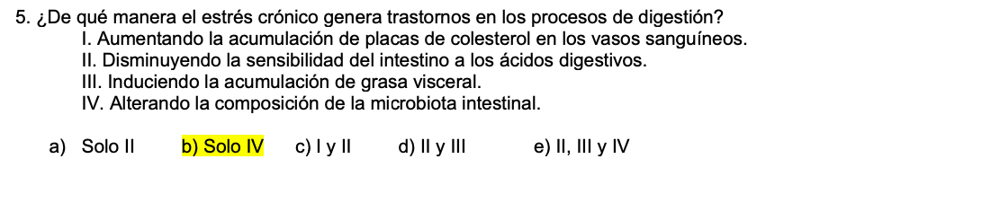 5. ¿De qué manera el estrés crónico genera trastornos en los procesos de digestión?
I. Aumentando la acumulación de placas de colesterol en los vasos sanguíneos.
II. Disminuyendo la sensibilidad del intestino a los ácidos digestivos.
III. Induciendo la acumulación de grasa visceral.
IV. Alterando la composición de la microbiota intestinal.
a) Solo II b) Solo IV c) I y II d) II y III e) II, III y IV